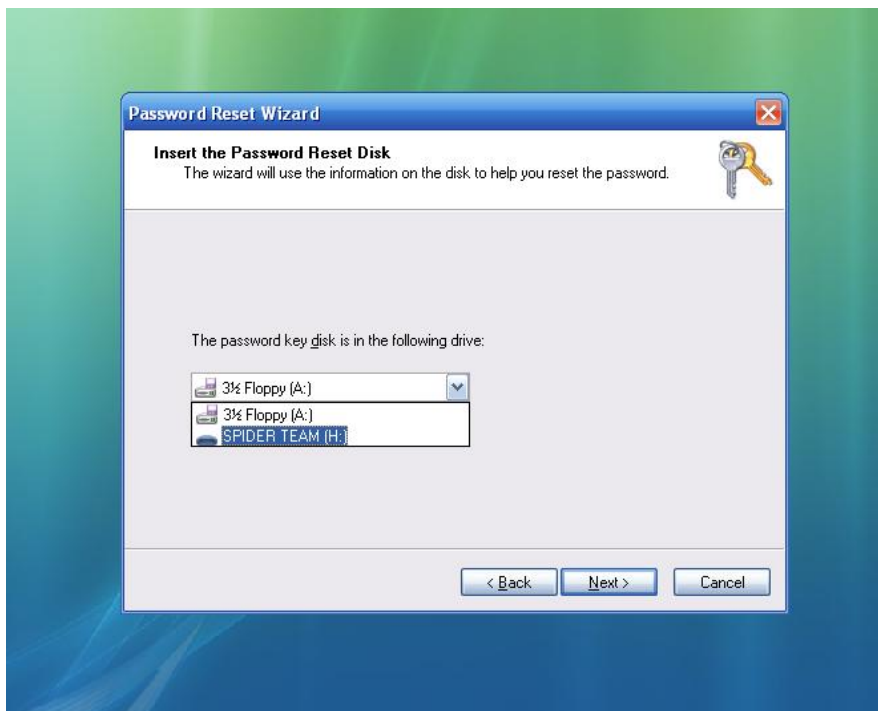 Password Reset Wizard
Insert the Password Reset Disk
The wizard will use the information on the disk to help you reset the password.
The password key disk is in the following drive:
3½ Floppy (A:)
3½ Floppy (A:)
SPIDER TEAM (H:)
< Back Next > Cancel